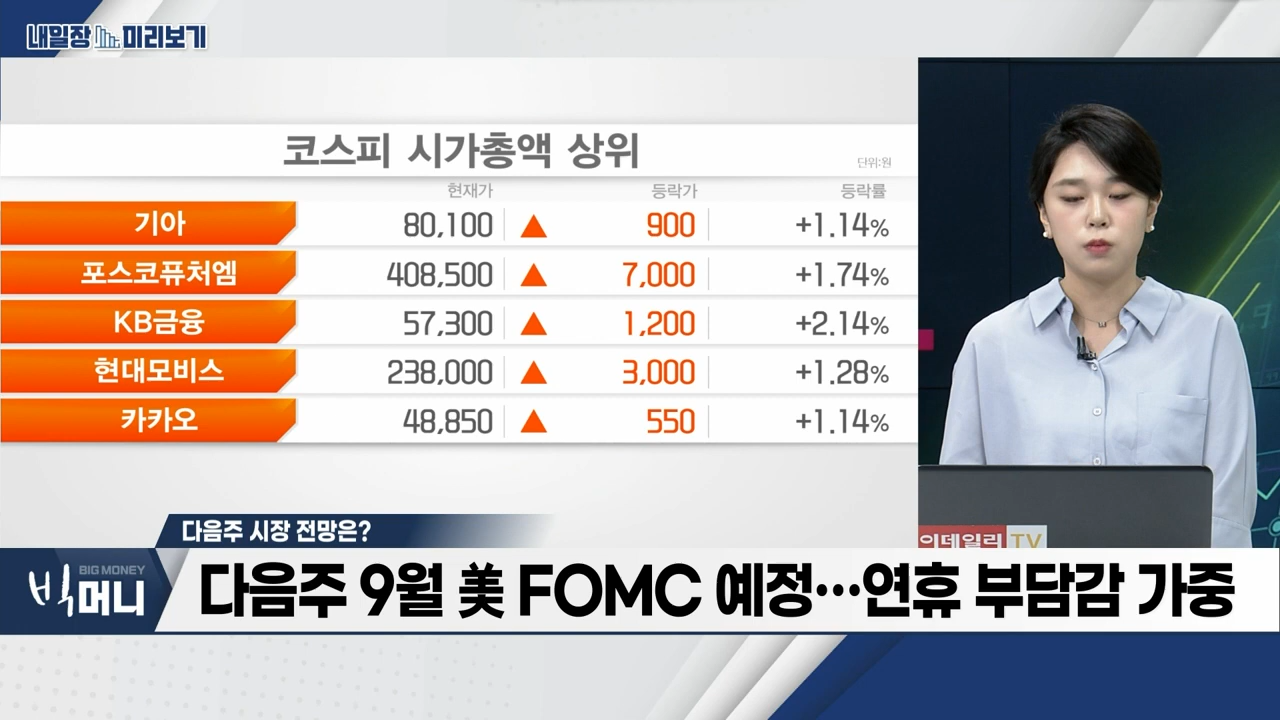 내일장 미리보기
코스피 시가총액 상위
단위:원
현재가 등락가 등락률
기아 80,100 ▲ 900 +1.14%
포스코퓨처엠 408,500 ▲ 7,000 +1.74%
KB금융 57,300 ▲ 1,200 +2.14%
현대모비스 238,000 ▲ 3,000 +1.28%
카카오 48,850 ▲ 550 +1.14%
이데일리 TV
다음주 시장 전망은?
BIG MONEY
빅머니
다음주 9월 美 FOMC 예정…연휴 부담감 가중